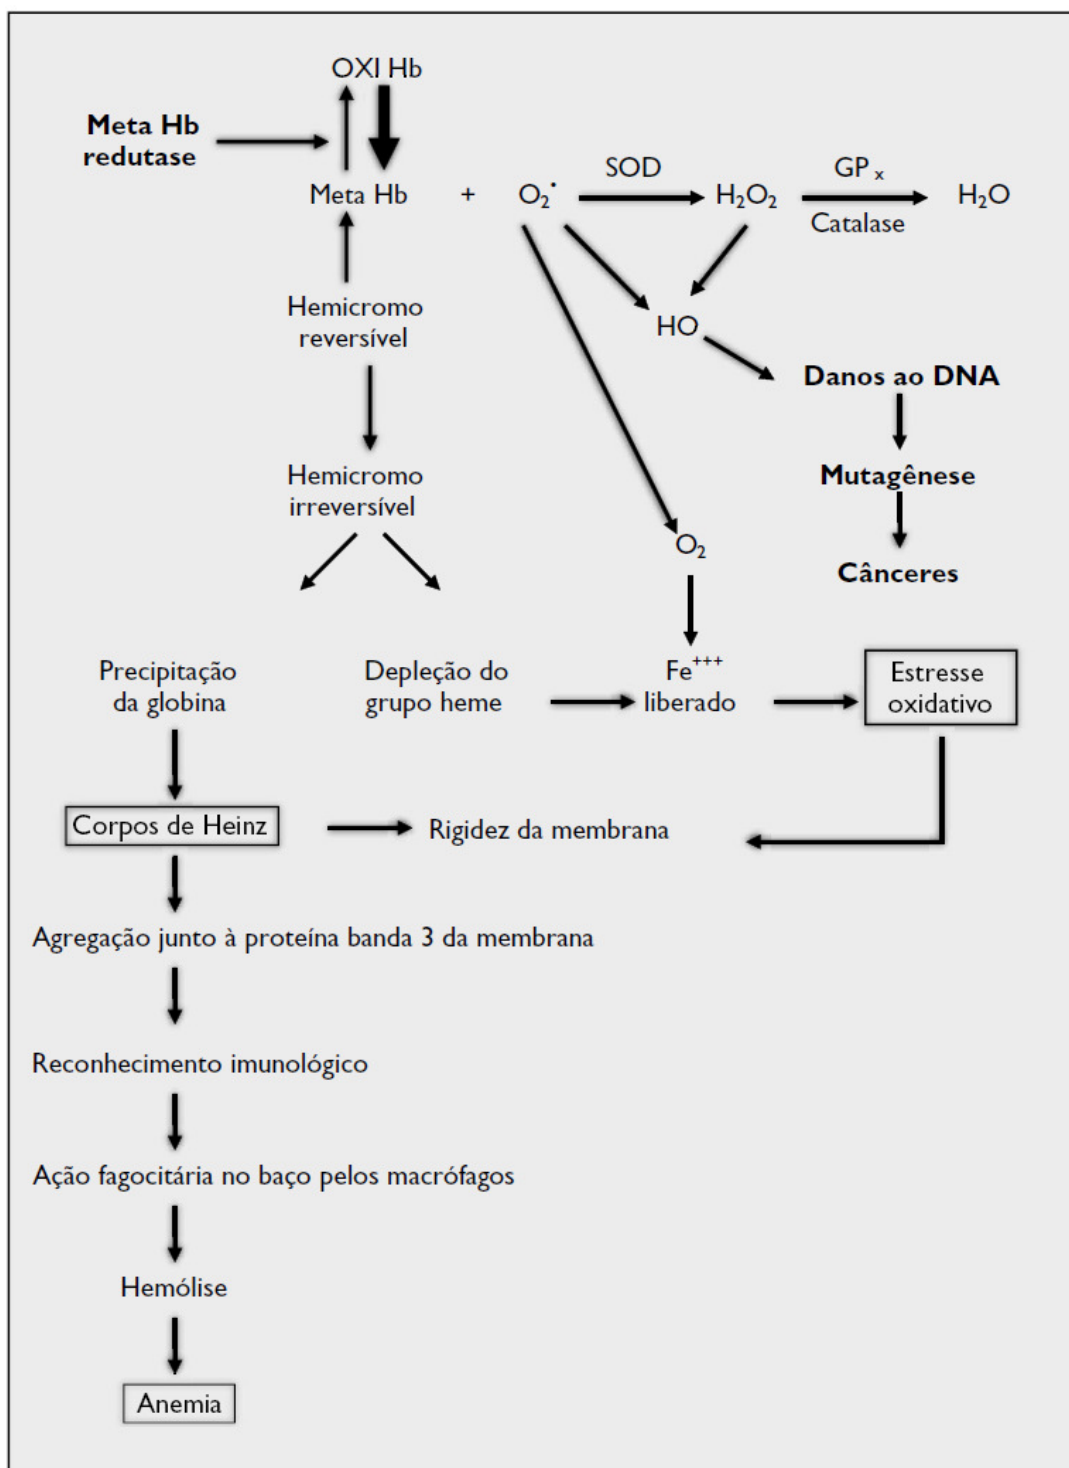 OXI Hb
Meta Hb
redutase
Meta Hb + O₂˙ SOD H₂O₂ GPₓ H₂O
Catalase
Hemicromo
reversível
HO
Danos ao DNA
Hemicromo
irreversível
Mutagênese
O₂
Cânceres
Precipitação
da globina
Depleção do
grupo heme
Fe⁺⁺⁺
liberado
Estresse
oxidativo
Corpos de Heinz
Rigidez da membrana
Agregação junto à proteína banda 3 da membrana
Reconhecimento imunológico
Ação fagocitária no baço pelos macrófagos
Hemólise
Anemia